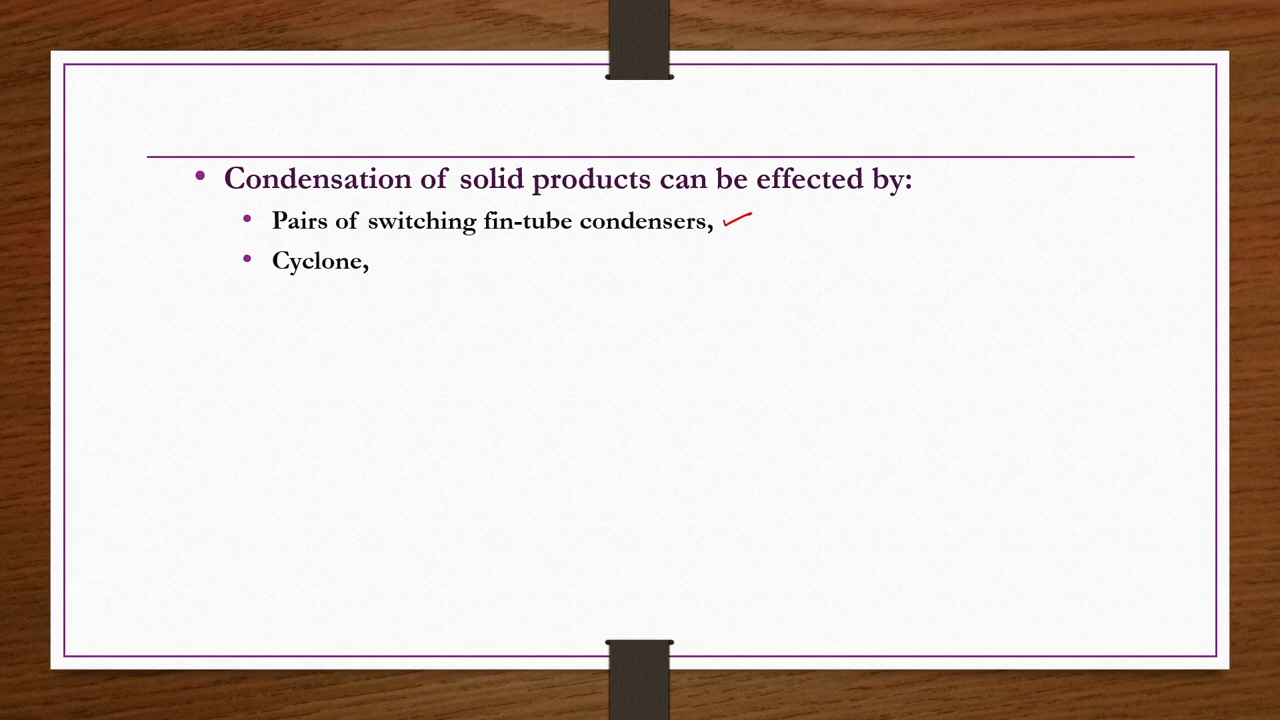 • Condensation of solid products can be effected by:
• Pairs of switching fin-tube condensers, ✓
• Cyclone,